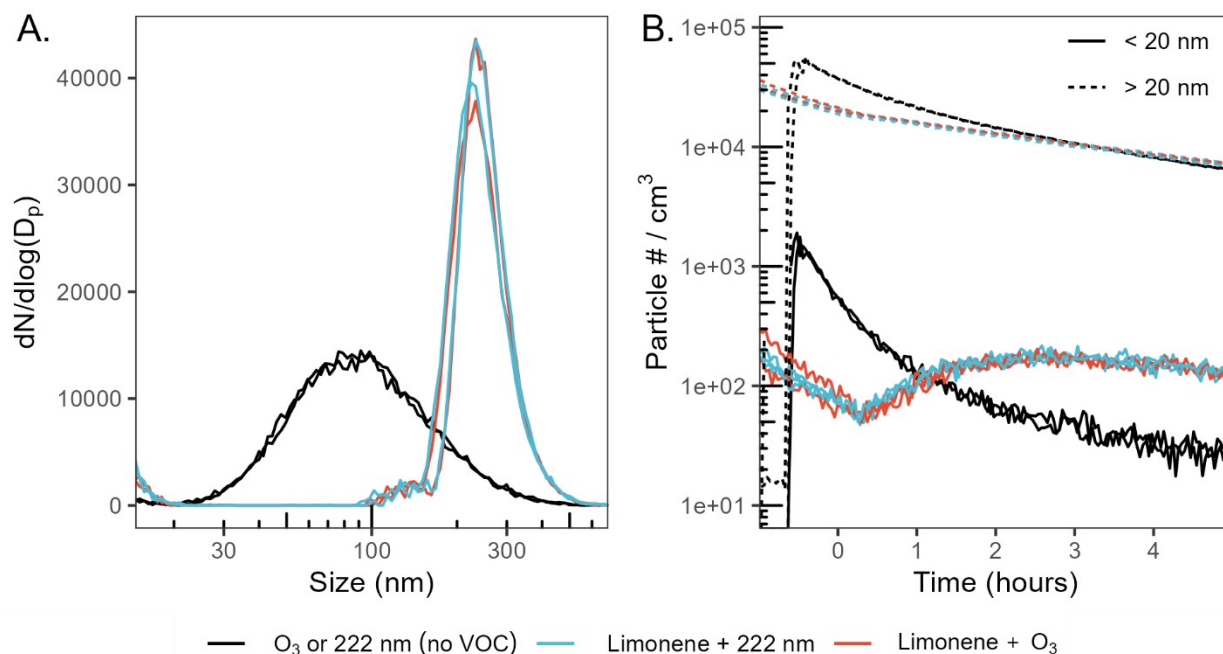 A.
dN/dlog(Dₚ)
40000
30000
20000
10000
0
30
100
300
Size (nm)
B.
Particle # / cm³
1e+05
1e+04
1e+03
1e+02
1e+01
< 20 nm
> 20 nm
0
1
2
3
4
Time (hours)
O₃ or 222 nm (no VOC)
Limonene + 222 nm
Limonene + O₃